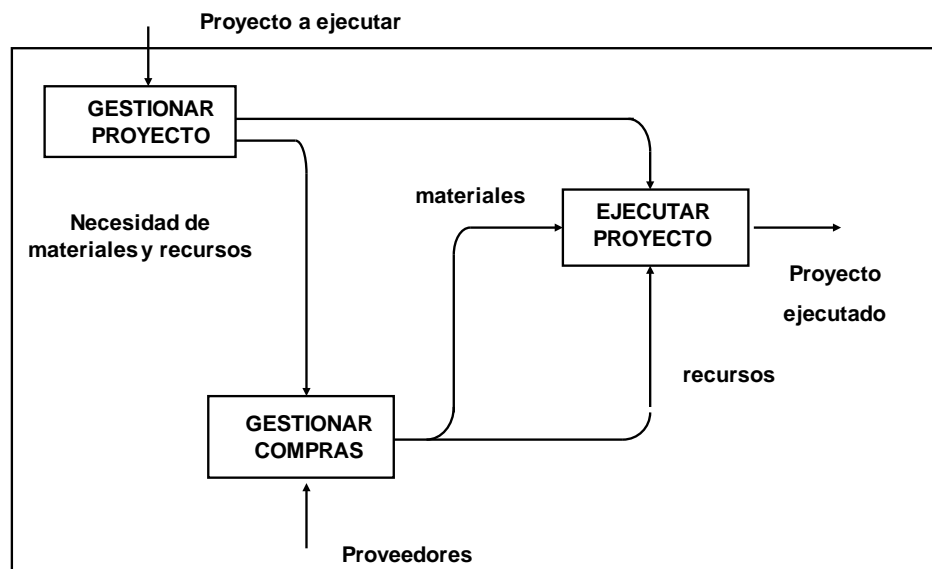 Proyecto a ejecutar
GESTIONAR
PROYECTO
Necesidad de
materiales y recursos
materiales
EJECUTAR
PROYECTO
Proyecto
ejecutado
recursos
GESTIONAR
COMPRAS
Proveedores